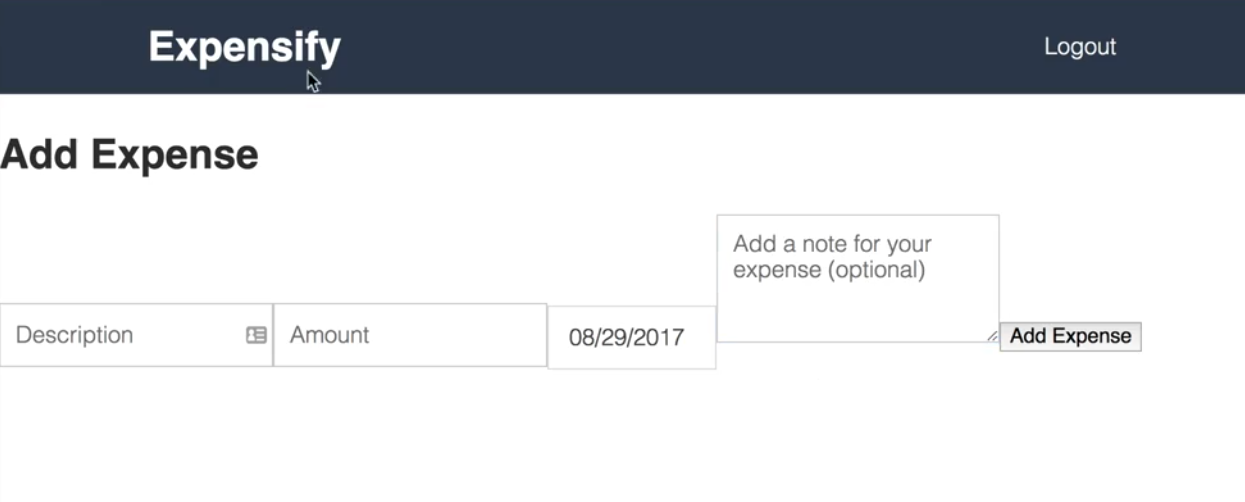 Expensify
Logout
Add Expense
Add a note for your
expense (optional)
Description
Amount
08/29/2017
Add Expense